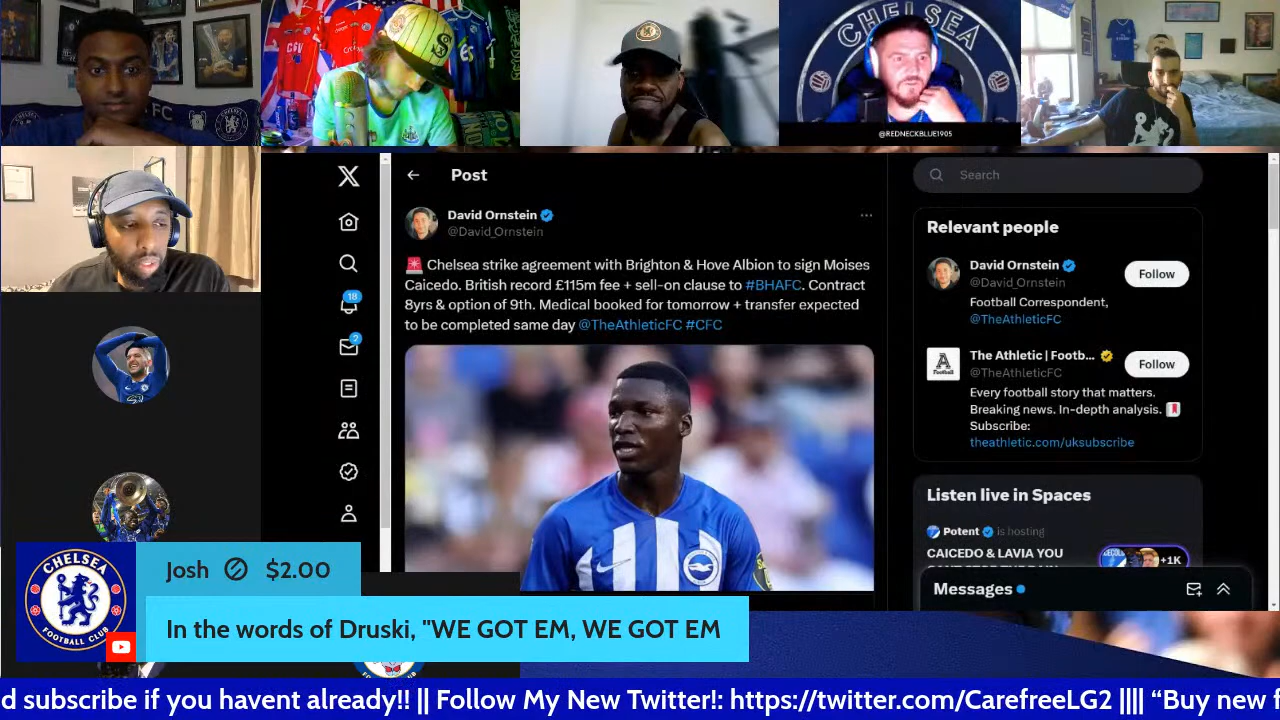 CHELSEA
@REDNECKBLUE1905
Post
Search
David Ornstein
@David_Ornstein
🚨 Chelsea strike agreement with Brighton & Hove Albion to sign Moises
Caicedo. British record £115m fee + sell-on clause to #BHAFC. Contract
8yrs & option of 9th. Medical booked for tomorrow + transfer expected
to be completed same day @TheAthleticFC #CFC
18
2
Relevant people
David Ornstein
@David_Ornstein
Follow
Football Correspondent,
@TheAthleticFC
The Athletic | Footb...
@TheAthleticFC
Follow
Every football story that matters.
Breaking news. In-depth analysis.
Subscribe:
theathletic.com/uksubscribe
Listen live in Spaces
Potent is hosting
CAICEDO & LAVIA YOU
+1K
Messages
CHELSEA
FOOTBALL CLUB
Josh $2.00
In the words of Druski, "WE GOT EM, WE GOT EM
d subscribe if you havent already!! || Follow My New Twitter!: https://twitter.com/CarefreeLG2 |||| “Buy new f